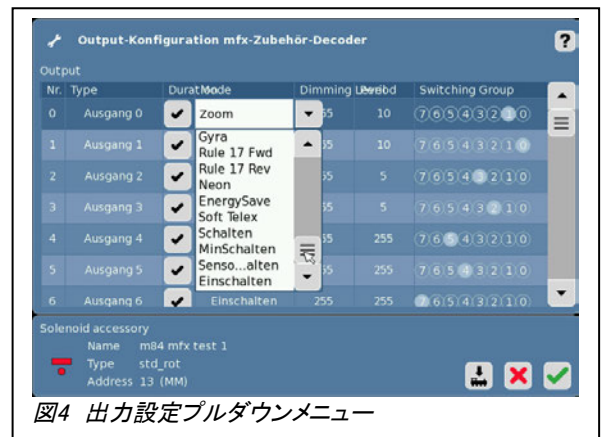 Output-Konfiguration mfx-Zubehör-Decoder ?
Output
Nr. Type Duration Mode Dimming Level Period Switching Group
0 Ausgang 0 Zoom 55 10 7 6 5 4 3 2 1 0
1 Ausgang 1 Gyra Rule 17 Fwd 55 10 7 6 5 4 3 2 1 0
2 Ausgang 2 Rule 17 Rev Neon 55 5 7 6 5 4 3 2 1 0
3 Ausgang 3 EnergySave Soft Telex 55 5 7 6 5 4 3 2 1 0
4 Ausgang 4 Schalten MinSchalten 55 255 7 6 5 4 3 2 1 0
5 Ausgang 5 Senso...alten Einschalten 55 255 7 6 5 4 3 2 1 0
6 Ausgang 6 Einschalten 255 255 7 6 5 4 3 2 1 0
Solenoid accessory
Name m84 mfx test 1
Type std_rot
Address 13 (MM)
図4 出力設定プルダウンメニュー